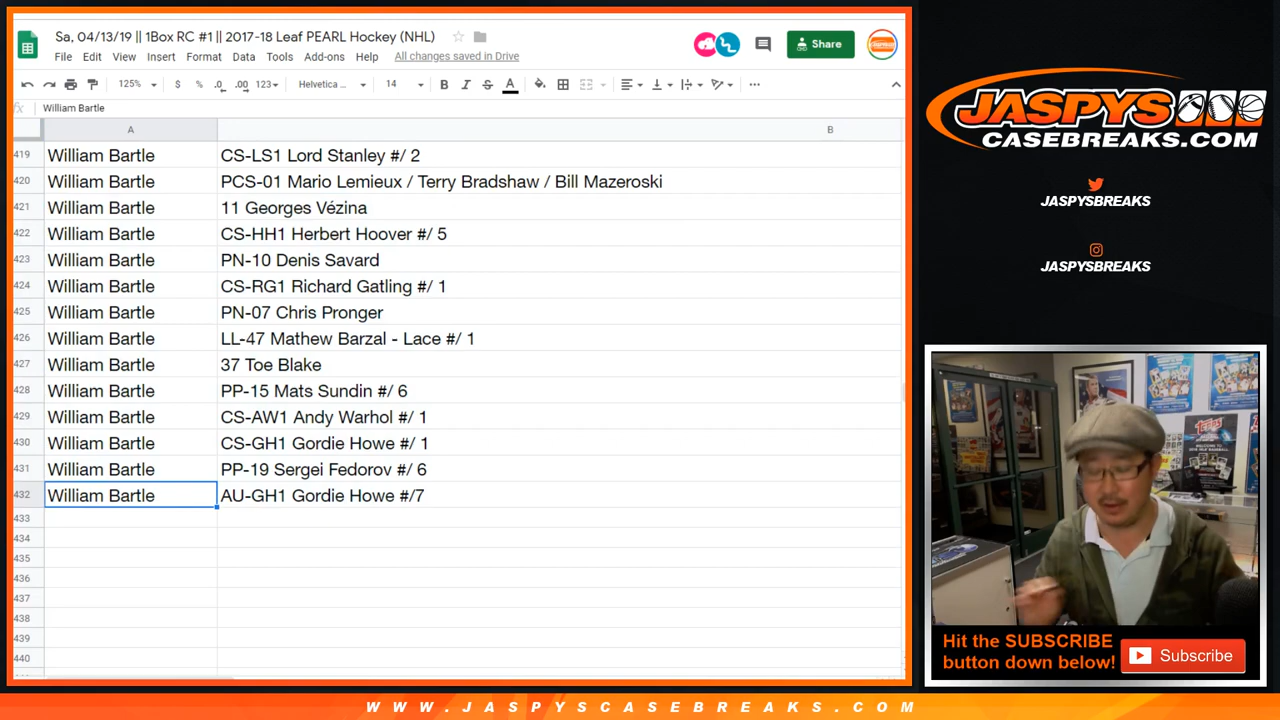 Sa, 04/13/19 || 1Box RC #1 || 2017-18 Leaf PEARL Hockey (NHL)
File Edit View Insert Format Data Tools Add-ons Help All changes saved in Drive
Share
125% $ % .0 .00 123 Helvetica ... 14 B I S A
fx William Bartle
A B
419 William Bartle CS-LS1 Lord Stanley #/ 2
420 William Bartle PCS-01 Mario Lemieux / Terry Bradshaw / Bill Mazeroski
421 William Bartle 11 Georges Vézina
422 William Bartle CS-HH1 Herbert Hoover #/ 5
423 William Bartle PN-10 Denis Savard
424 William Bartle CS-RG1 Richard Gatling #/ 1
425 William Bartle PN-07 Chris Pronger
426 William Bartle LL-47 Mathew Barzal - Lace #/ 1
427 William Bartle 37 Toe Blake
428 William Bartle PP-15 Mats Sundin #/ 6
429 William Bartle CS-AW1 Andy Warhol #/ 1
430 William Bartle CS-GH1 Gordie Howe #/ 1
431 William Bartle PP-19 Sergei Fedorov #/ 6
432 William Bartle AU-GH1 Gordie Howe #/7
433
434
435
436
437
438
439
440
JASPYS
CASEBREAKS.COM
JASPYSBREAKS
JASPYSBREAKS
Topps
Hit the SUBSCRIBE
button down below!
Subscribe
WWW.JASPYSCASEBREAKS.COM